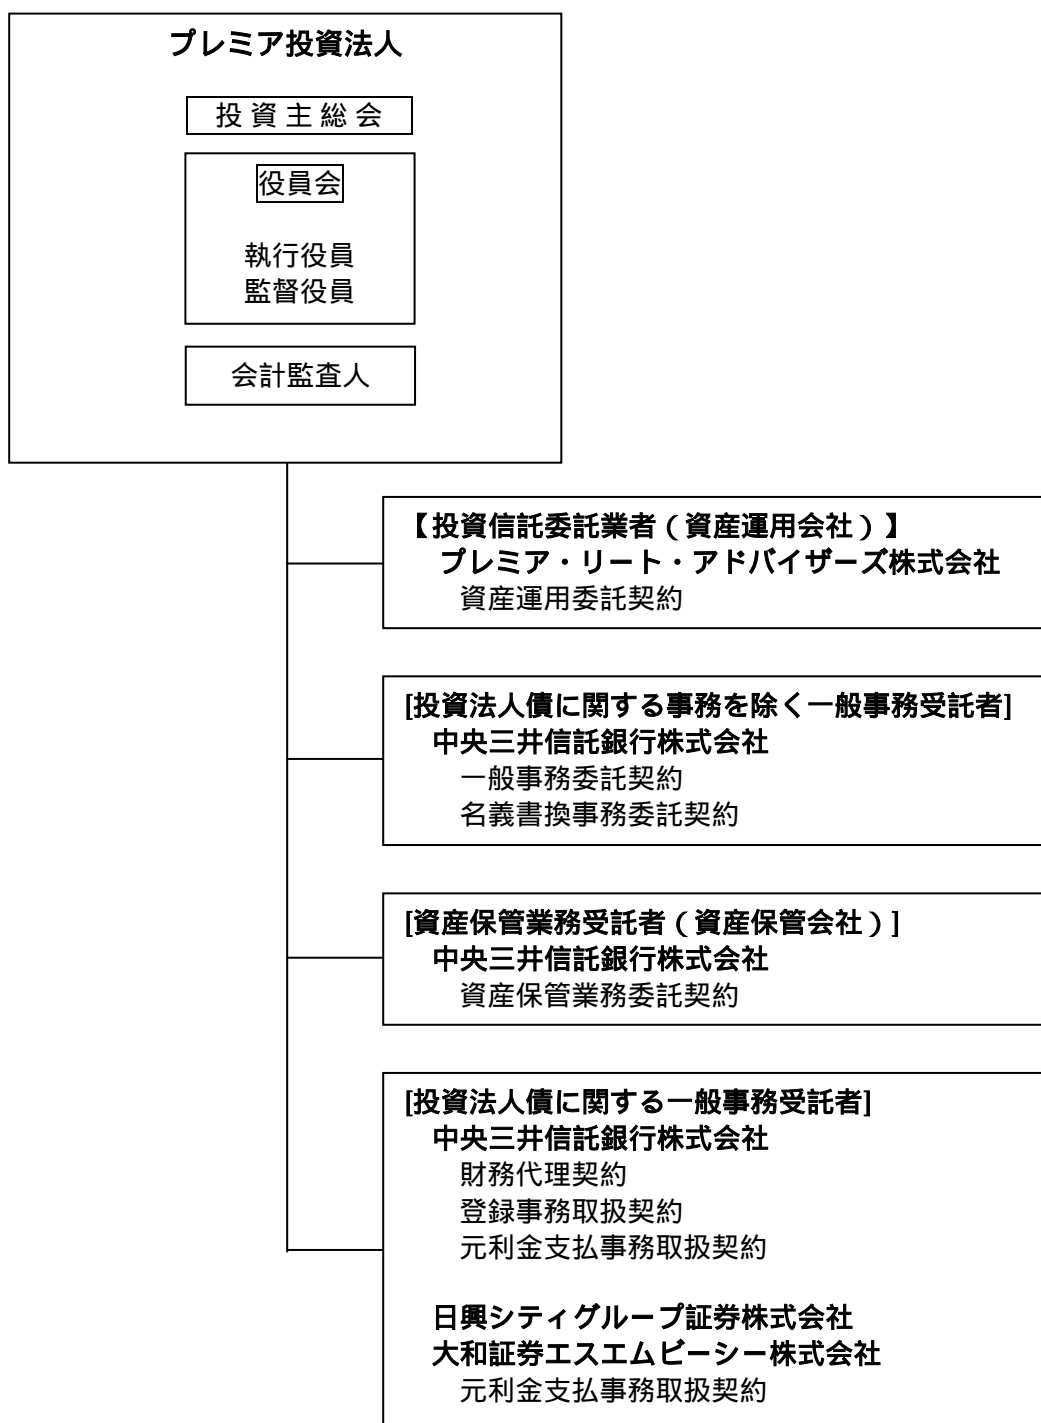 プレミア投資法人
投 資 主 総 会
役員会
執行役員
監督役員
会計監査人
【投資信託委託業者(資産運用会社)】
プレミア・リート・アドバイザーズ株式会社
資産運用委託契約
[投資法人債に関する事務を除く一般事務受託者]
中央三井信託銀行株式会社
一般事務委託契約
名義書換事務委託契約
[資産保管業務受託者(資産保管会社)]
中央三井信託銀行株式会社
資産保管業務委託契約
[投資法人債に関する一般事務受託者]
中央三井信託銀行株式会社
財務代理契約
登録事務取扱契約
元利金支払事務取扱契約
日興シティグループ証券株式会社
大和証券エスエムビーシー株式会社
元利金支払事務取扱契約